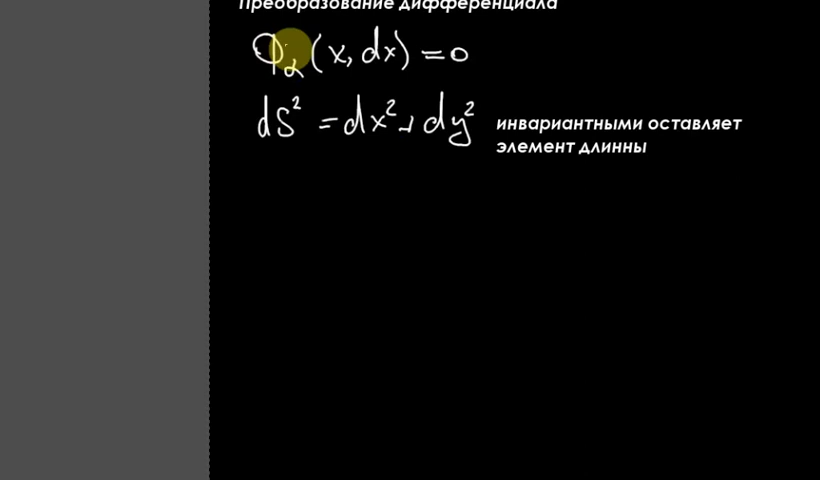 Преобразование дифференциала
Φ₂(x, dx) = 0
dS² = dx² + dy²
инвариантными оставляет
элемент длинны